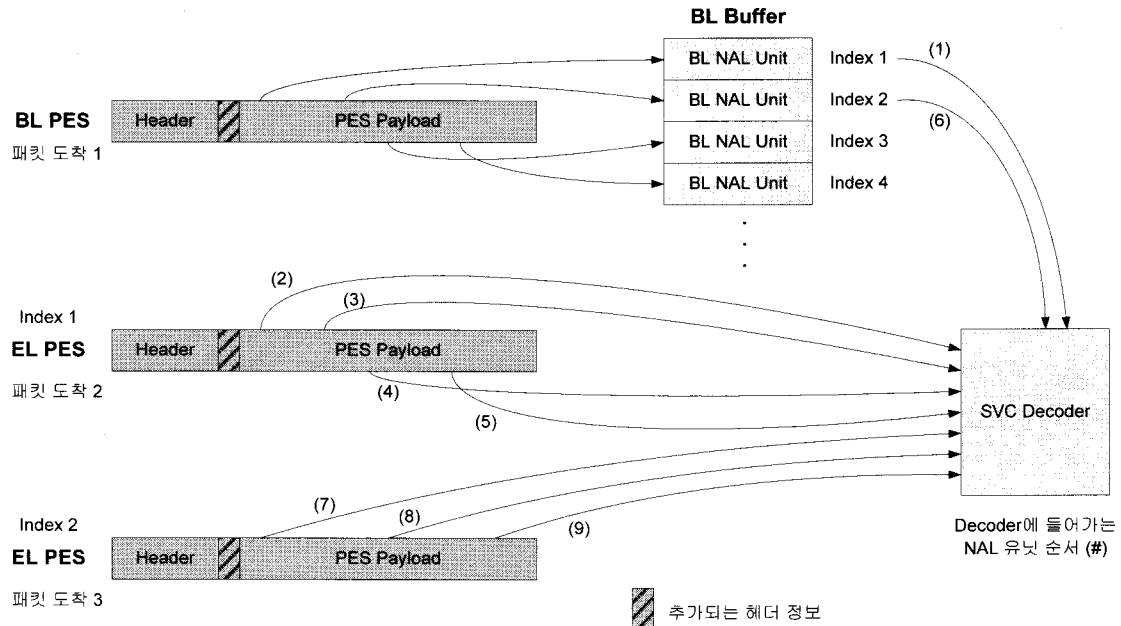 BL Buffer
BL NAL Unit Index 1 (1)
BL NAL Unit Index 2 (6)
BL NAL Unit Index 3
BL NAL Unit Index 4
BL PES Header PES Payload
패킷 도착 1
(2)
(3)
Index 1
EL PES Header PES Payload
패킷 도착 2
(4)
(5)
SVC Decoder
(7)
(8)
(9)
Index 2
EL PES Header PES Payload
패킷 도착 3
Decoder에 들어가는
NAL 유닛 순서 (#)
추가되는 헤더 정보